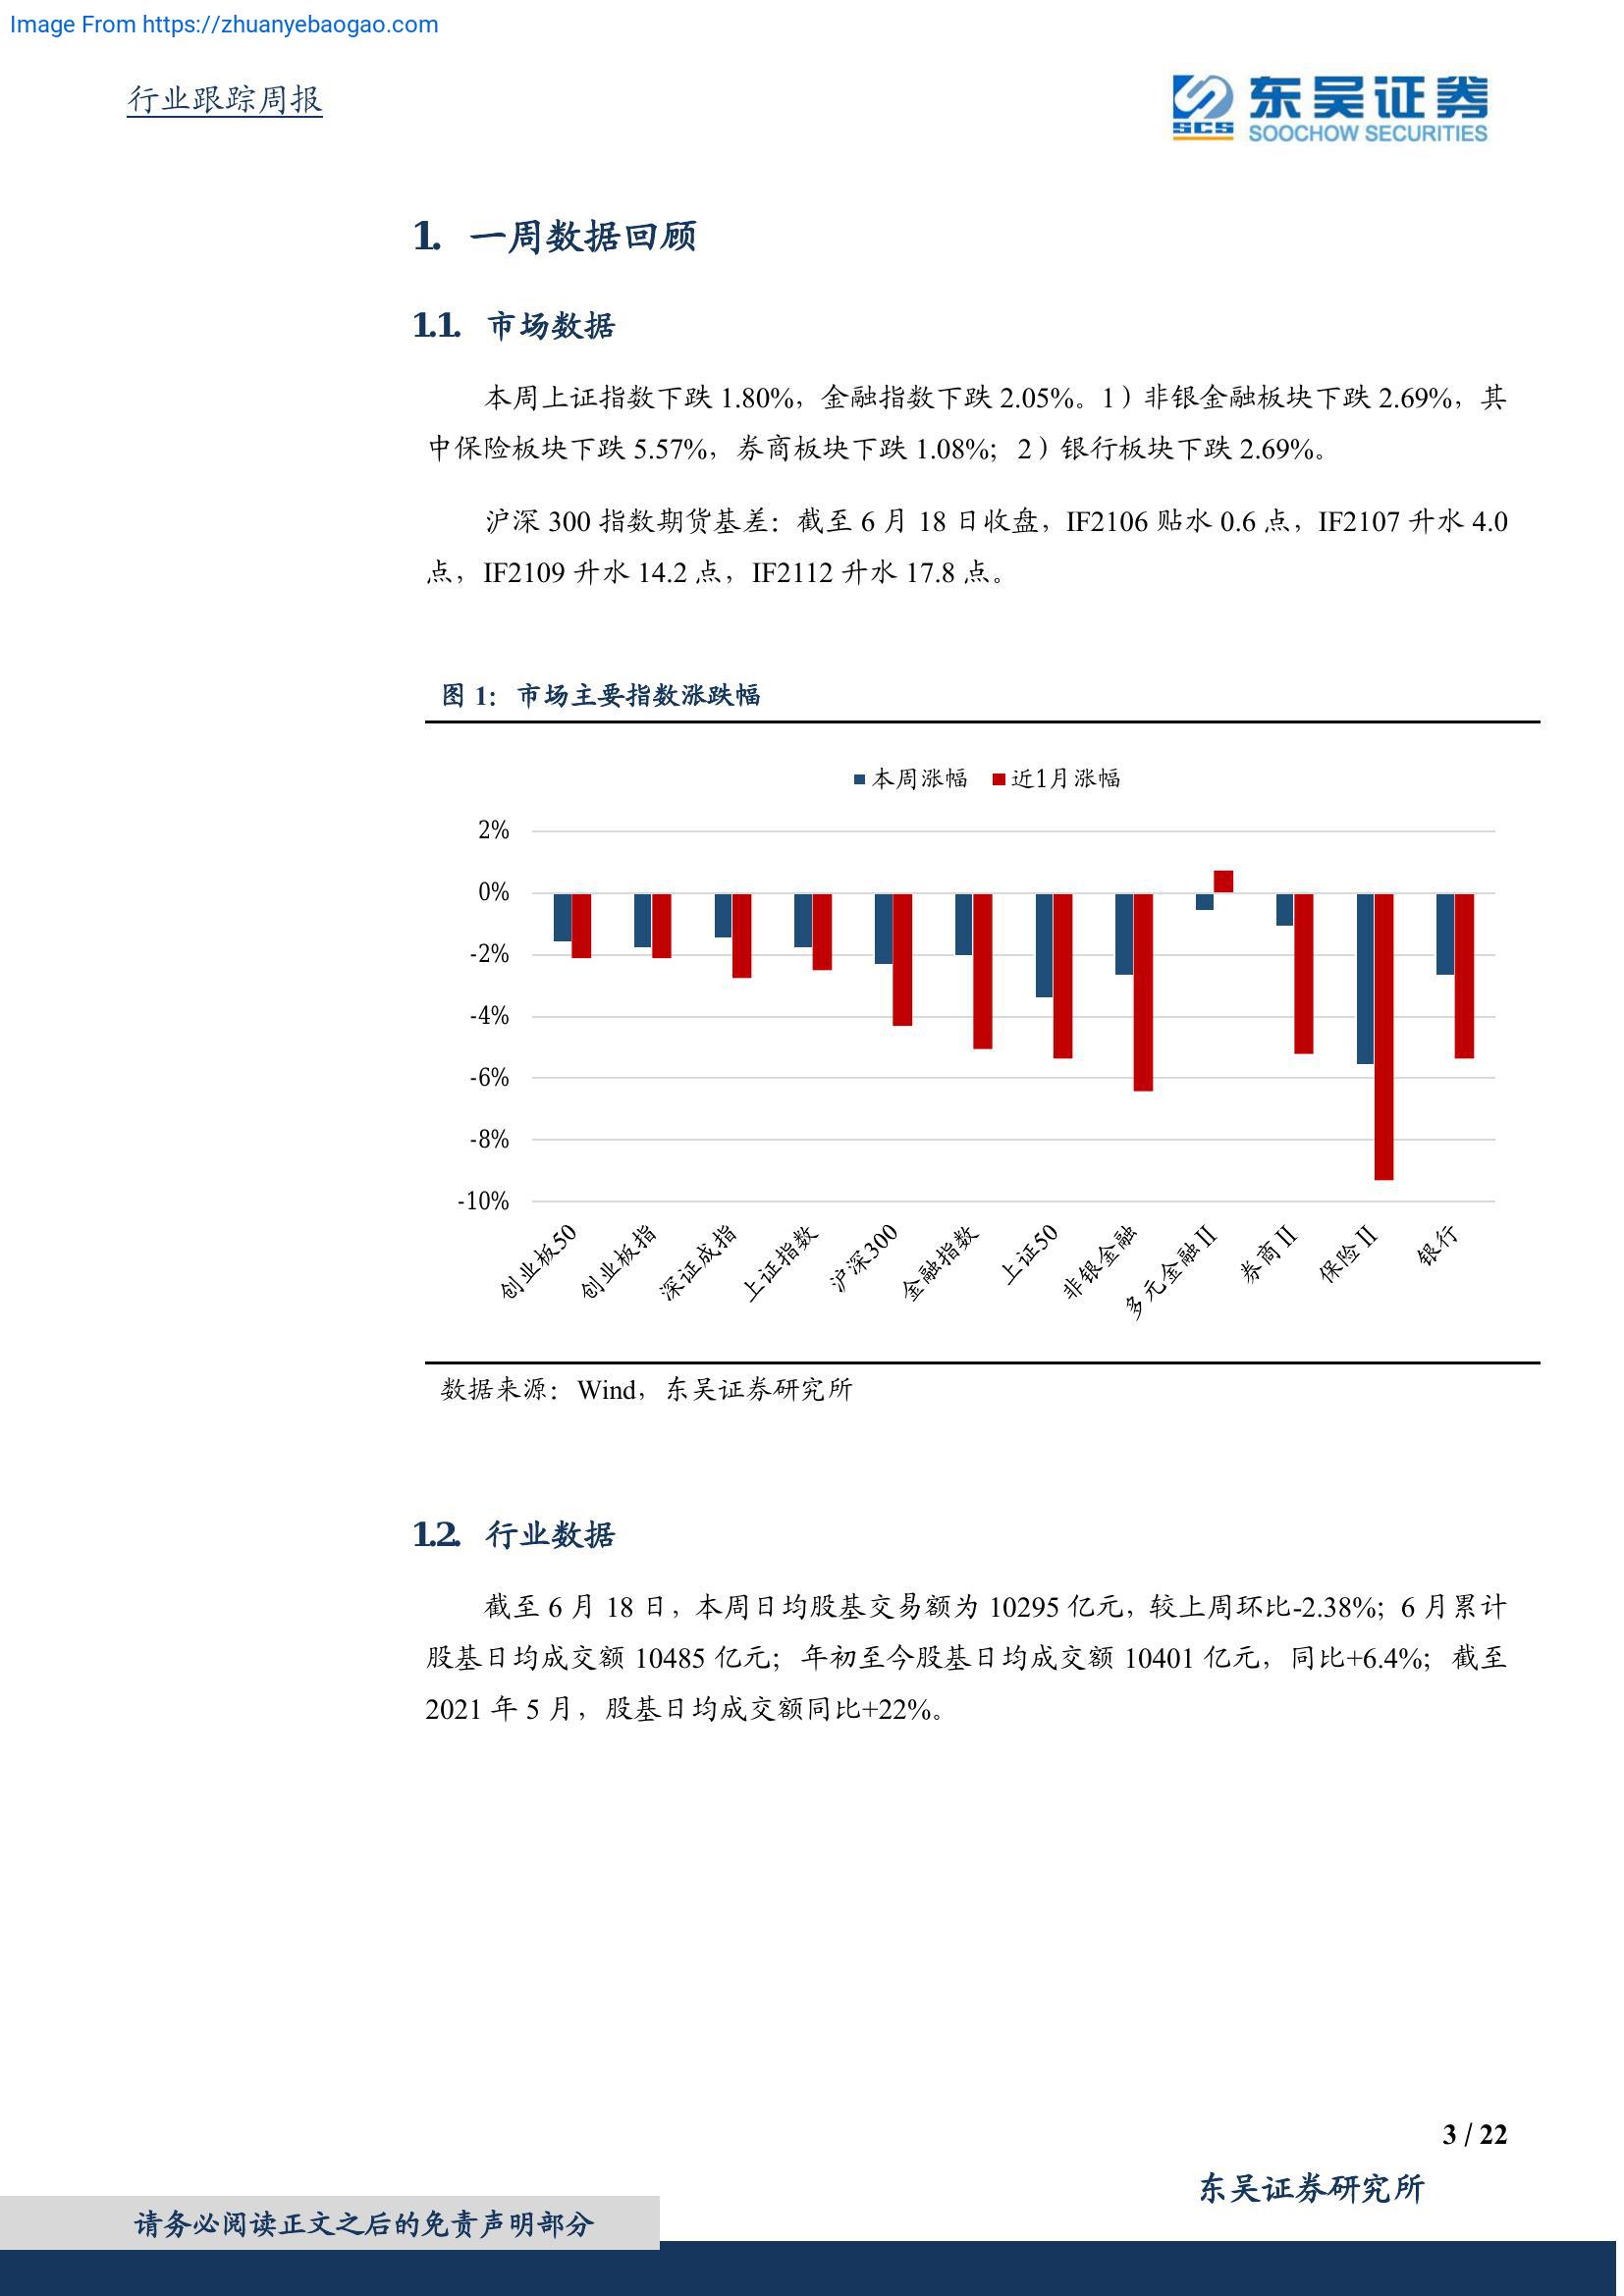 Image From https://zhuanyebaogao.com
行业跟踪周报
东吴证券
SCS
SOOCHOW SECURITIES
1. 一周数据回顾
1.1. 市场数据
本周上证指数下跌 1.80%，金融指数下跌 2.05%。1）非银金融板块下跌 2.69%，其
中保险板块下跌 5.57%，券商板块下跌 1.08%；2）银行板块下跌 2.69%。
沪深 300 指数期货基差：截至 6 月 18 日收盘，IF2106 贴水 0.6 点，IF2107 升水 4.0
点，IF2109 升水 14.2 点，IF2112 升水 17.8 点。
图 1：市场主要指数涨跌幅
本周涨幅 近1月涨幅
2%
0%
-2%
-4%
-6%
-8%
-10%
创业板50
创业板指
深证成指
上证指数
沪深300
金融指数
上证50
非银金融
多元金融Ⅱ
券商Ⅱ
保险Ⅱ
银行
数据来源：Wind，东吴证券研究所
1.2. 行业数据
截至 6 月 18 日，本周日均股基交易额为 10295 亿元，较上周环比-2.38%；6 月累计
股基日均成交额 10485 亿元；年初至今股基日均成交额 10401 亿元，同比+6.4%；截至
2021 年 5 月，股基日均成交额同比+22%。
3 / 22
东吴证券研究所
请务必阅读正文之后的免责声明部分